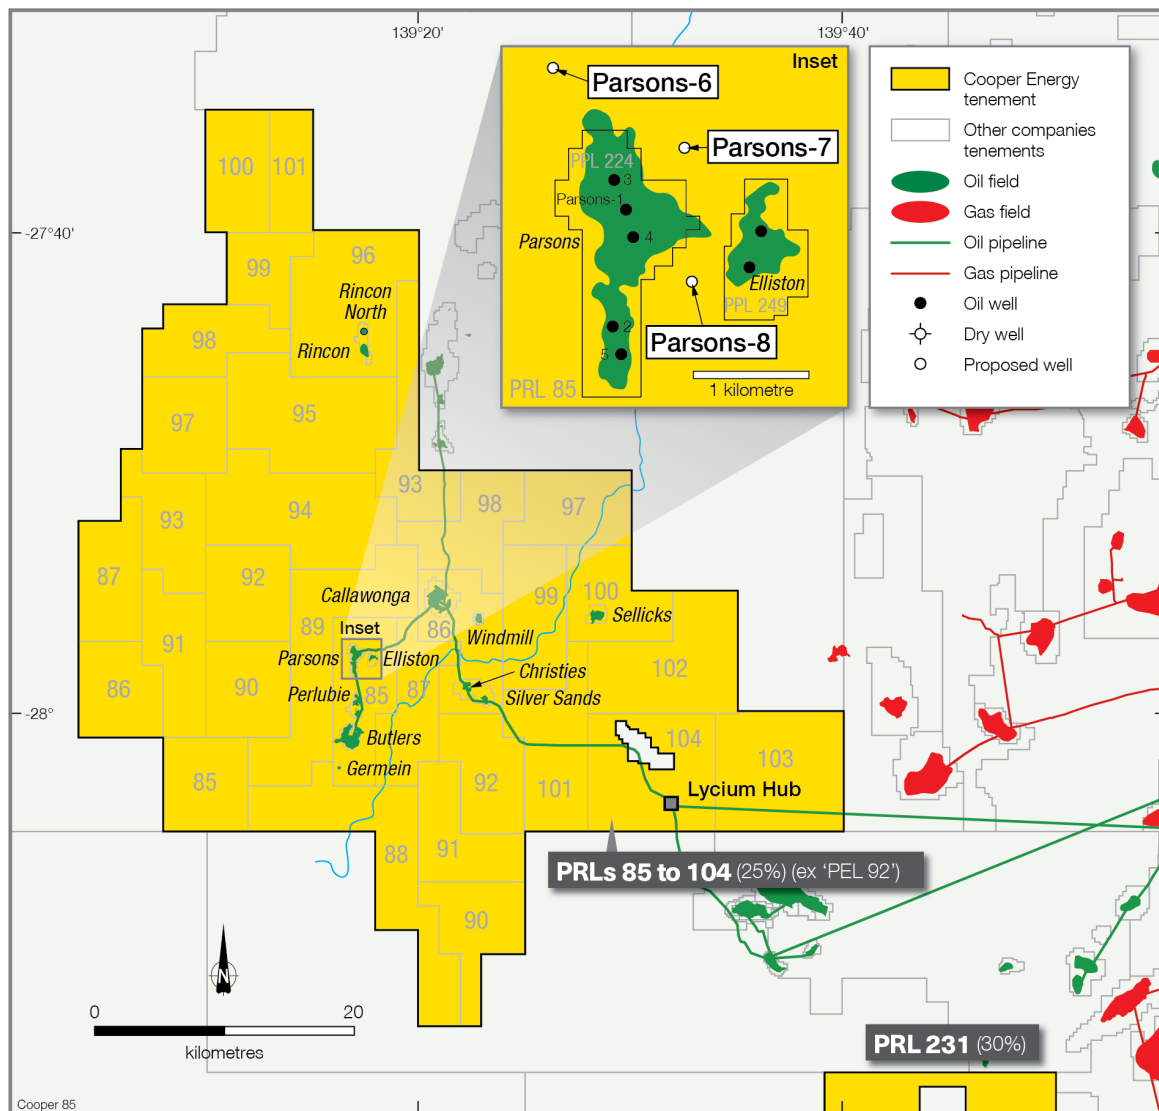 139°20'
139°40'
-27°40'
-28°
Inset
Parsons-6
Parsons-7
PPL 224
3
Parsons-1
4
Parsons
Elliston
PPL 249
2
Parsons-8
5
PRL 85
1 kilometre
Cooper Energy
tenement
Other companies
tenements
Oil field
Gas field
Oil pipeline
Gas pipeline
Oil well
Dry well
Proposed well
100
101
99
96
Rincon
North
Rincon
98
97
95
93
94
93
98
97
87
92
99
100
Callawonga
89
86
Windmill
Sellicks
Inset
91
Parsons
Elliston
102
86
90
Perlubie
85
87
Christies
Silver Sands
Butlers
Germein
104
103
85
92
101
Lycium Hub
88
91
PRLs 85 to 104 (25%) (ex ‘PEL 92’)
90
N
0
20
kilometres
PRL 231 (30%)
Cooper 85